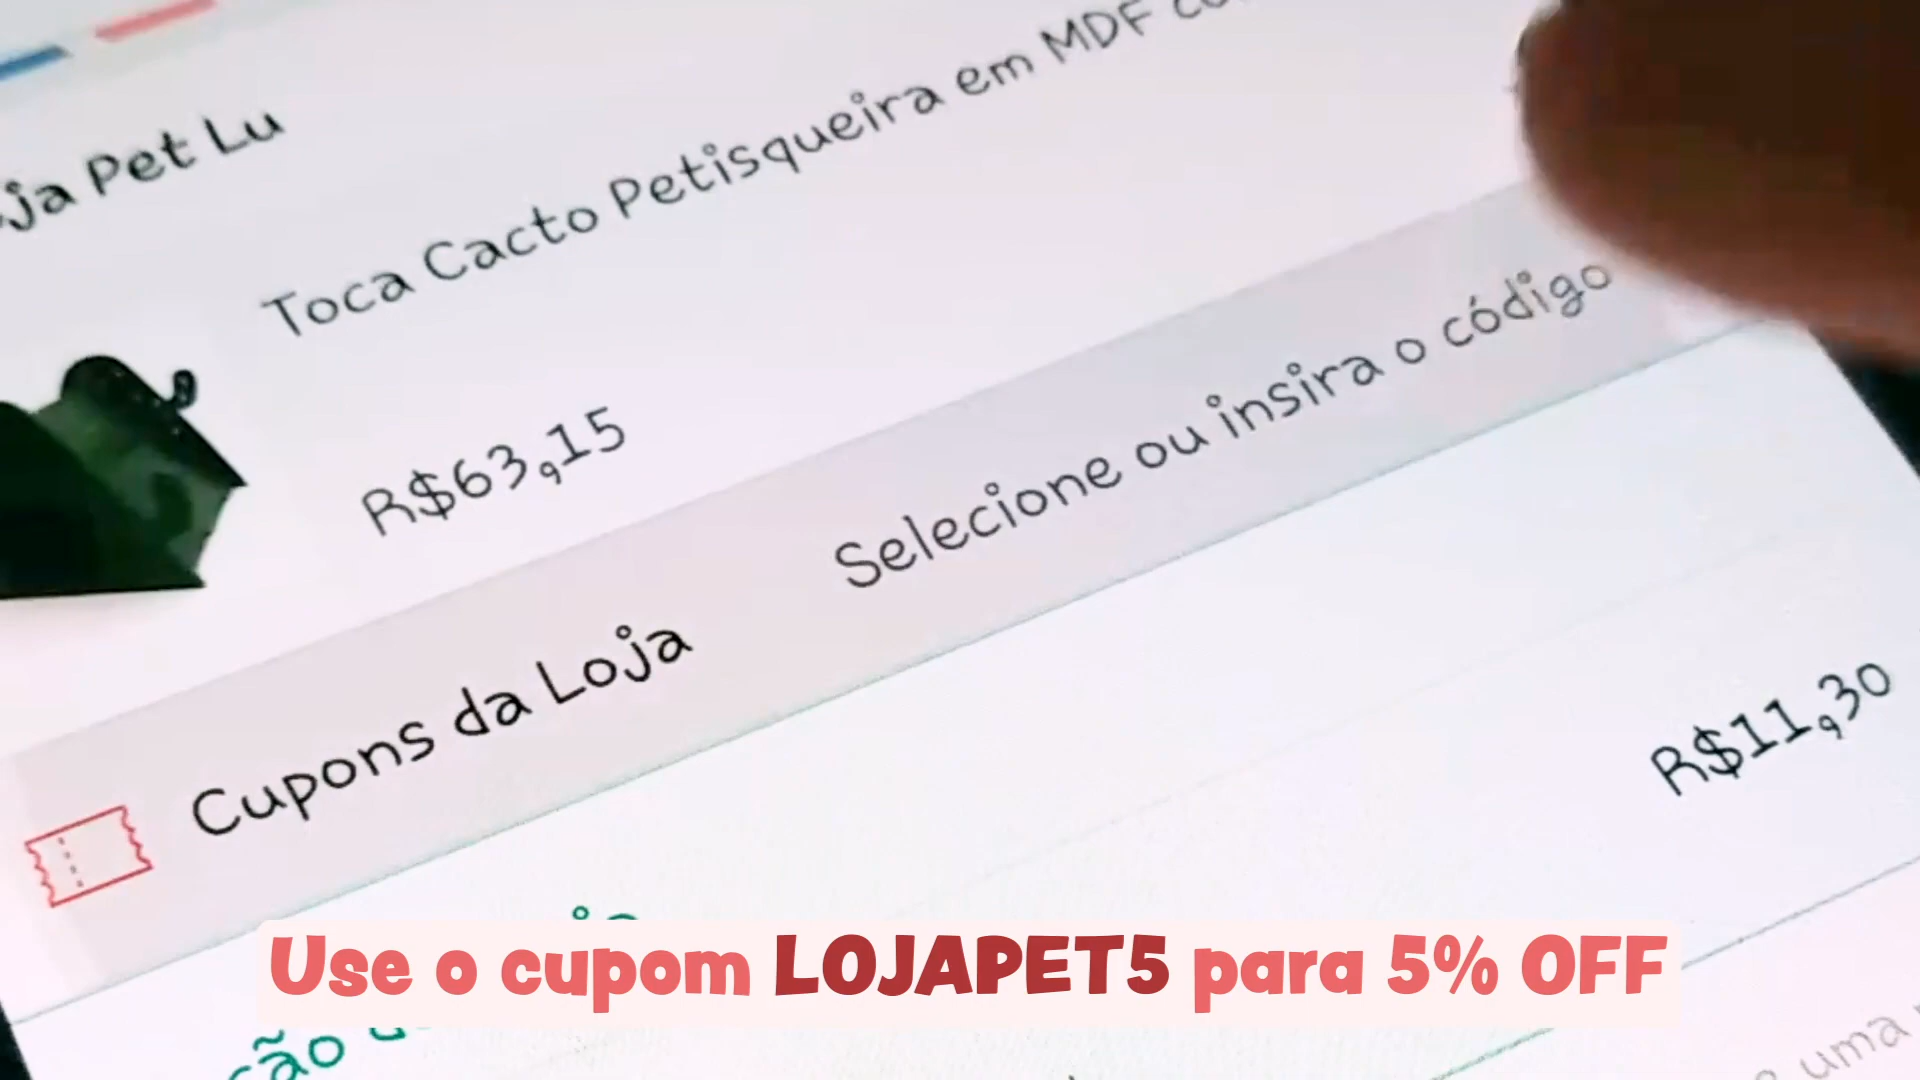 Pet Lu
Toca Cacto Petisqueira em MDF
R$63,15
Cupons da Loja
Selecione ou insira o código
R$11,30
Use o cupom LOJAPET5 para 5% OFF
uma